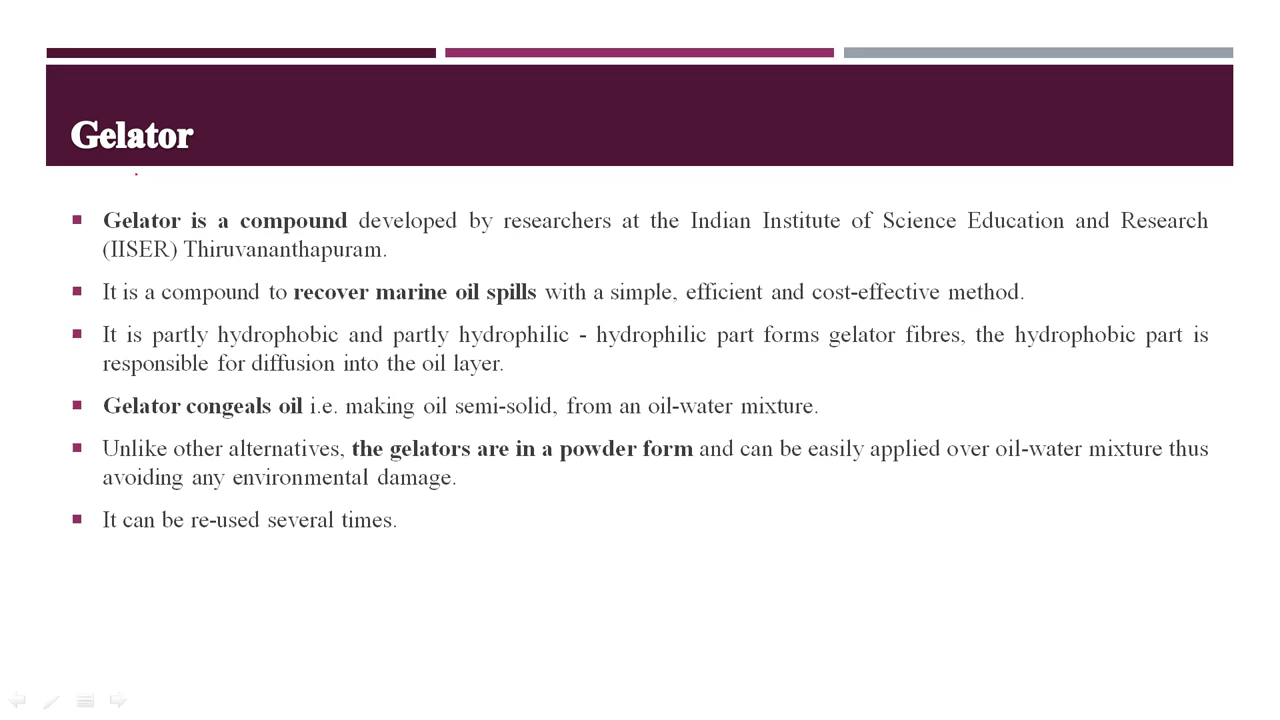 Gelator
Gelator is a compound developed by researchers at the Indian Institute of Science Education and Research
(IISER) Thiruvananthapuram.
It is a compound to recover marine oil spills with a simple, efficient and cost-effective method.
It is partly hydrophobic and partly hydrophilic - hydrophilic part forms gelator fibres, the hydrophobic part is
responsible for diffusion into the oil layer.
Gelator congeals oil i.e. making oil semi-solid, from an oil-water mixture.
Unlike other alternatives, the gelators are in a powder form and can be easily applied over oil-water mixture thus
avoiding any environmental damage.
It can be re-used several times.